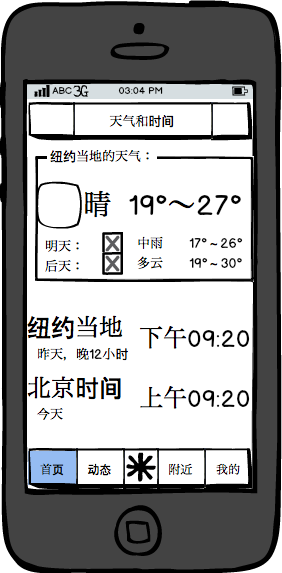 ABC 3G 03:04 PM
天气和时间
纽约当地的天气：
晴 19°～27°
明天： 中雨 17°～26°
后天： 多云 19°～30°
纽约当地 下午09:20
昨天，晚12小时
北京时间 上午09:20
今天
首页 动态 附近 我的